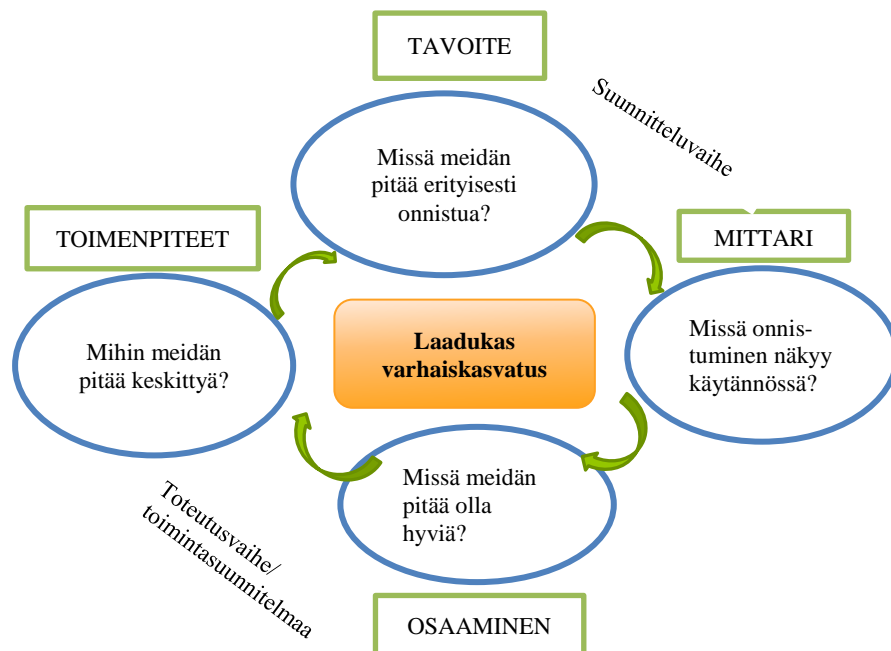 TAVOITE
Suunnitteluvaihe
Missä meidän
pitää erityisesti
onnistua?
TOIMENPITEET
MITTARI
Mihin meidän
pitää keskittyä?
Laadukas
varhaiskasvatus
Missä onnis-
tuminen näkyy
käytännössä?
Missä meidän
pitää olla
hyviä?
Toteutusvaihe/
toimintasuunnitelmaa
OSAAMINEN